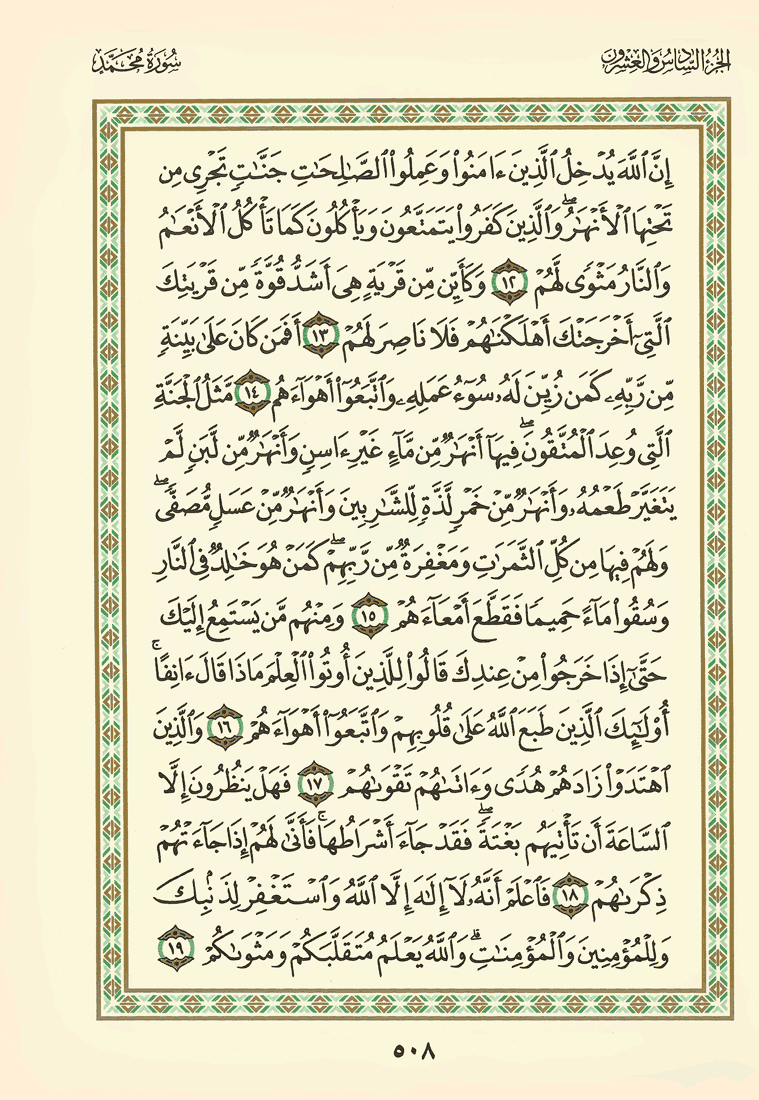 الجزء السادس والعشرون
سورة محمد
إِنَّ ٱللَّهَ يُدۡخِلُ ٱلَّذِينَ ءَامَنُواْ وَعَمِلُواْ ٱلصَّٰلِحَٰتِ جَنَّٰتٖ تَجۡرِي مِن
تَحۡتِهَا ٱلۡأَنۡهَٰرُۖ وَٱلَّذِينَ كَفَرُواْ يَتَمَتَّعُونَ وَيَأۡكُلُونَ كَمَا تَأۡكُلُ ٱلۡأَنۡعَٰمُ
وَٱلنَّارُ مَثۡوٗى لَّهُمۡ ١٢ وَكَأَيِّن مِّن قَرۡيَةٍ هِيَ أَشَدُّ قُوَّةٗ مِّن قَرۡيَتِكَ
ٱلَّتِيٓ أَخۡرَجَتۡكَ أَهۡلَكۡنَٰهُمۡ فَلَا نَاصِرَ لَهُمۡ ١٣ أَفَمَن كَانَ عَلَىٰ بَيِّنَةٖ
مِّن رَّبِّهِۦ كَمَن زُيِّنَ لَهُۥ سُوٓءُ عَمَلِهِۦ وَٱتَّبَعُوٓاْ أَهۡوَآءَهُم ١٤ مَّثَلُ ٱلۡجَنَّةِ
ٱلَّتِي وُعِدَ ٱلۡمُتَّقُونَۖ فِيهَآ أَنۡهَٰرٞ مِّن مَّآءٍ غَيۡرِ ءَاسِنٖ وَأَنۡهَٰرٞ مِّن لَّبَنٖ لَّمۡ
يَتَغَيَّرۡ طَعۡمُهُۥ وَأَنۡهَٰرٞ مِّنۡ خَمۡرٖ لَّذَّةٖ لِّلشَّٰرِبِينَ وَأَنۡهَٰرٞ مِّنۡ عَسَلٖ مُّصَفّٗىۖ
وَلَهُمۡ فِيهَا مِن كُلِّ ٱلثَّمَرَٰتِ وَمَغۡفِرَةٞ مِّن رَّبِّهِمۡۖ كَمَنۡ هُوَ خَٰلِدٞ فِي ٱلنَّارِ
وَسُقُواْ مَآءً حَمِيمٗا فَقَطَّعَ أَمۡعَآءَهُمۡ ١٥ وَمِنۡهُم مَّن يَسۡتَمِعُ إِلَيۡكَ
حَتَّىٰٓ إِذَا خَرَجُواْ مِنۡ عِندِكَ قَالُواْ لِلَّذِينَ أُوتُواْ ٱلۡعِلۡمَ مَاذَا قَالَ ءَانِفًاۚ
أُوْلَٰٓئِكَ ٱلَّذِينَ طَبَعَ ٱللَّهُ عَلَىٰ قُلُوبِهِمۡ وَٱتَّبَعُوٓاْ أَهۡوَآءَهُمۡ ١٦ وَٱلَّذِينَ
ٱهۡتَدَوۡاْ زَادَهُمۡ هُدٗى وَءَاتَىٰهُمۡ تَقۡوَىٰهُمۡ ١٧ فَهَلۡ يَنظُرُونَ إِلَّا
ٱلسَّاعَةَ أَن تَأۡتِيَهُم بَغۡتَةٗۖ فَقَدۡ جَآءَ أَشۡرَاطُهَاۚ فَأَنَّىٰ لَهُمۡ إِذَا جَآءَتۡهُمۡ
ذِكۡرَىٰهُمۡ ١٨ فَٱعۡلَمۡ أَنَّهُۥ لَآ إِلَٰهَ إِلَّا ٱللَّهُ وَٱسۡتَغۡفِرۡ لِذَنۢبِكَ
وَلِلۡمُؤۡمِنِينَ وَٱلۡمُؤۡمِنَٰتِۗ وَٱللَّهُ يَعۡلَمُ مُتَقَلَّبَكُمۡ وَمَثۡوَىٰكُمۡ ١٩
٥٠٨